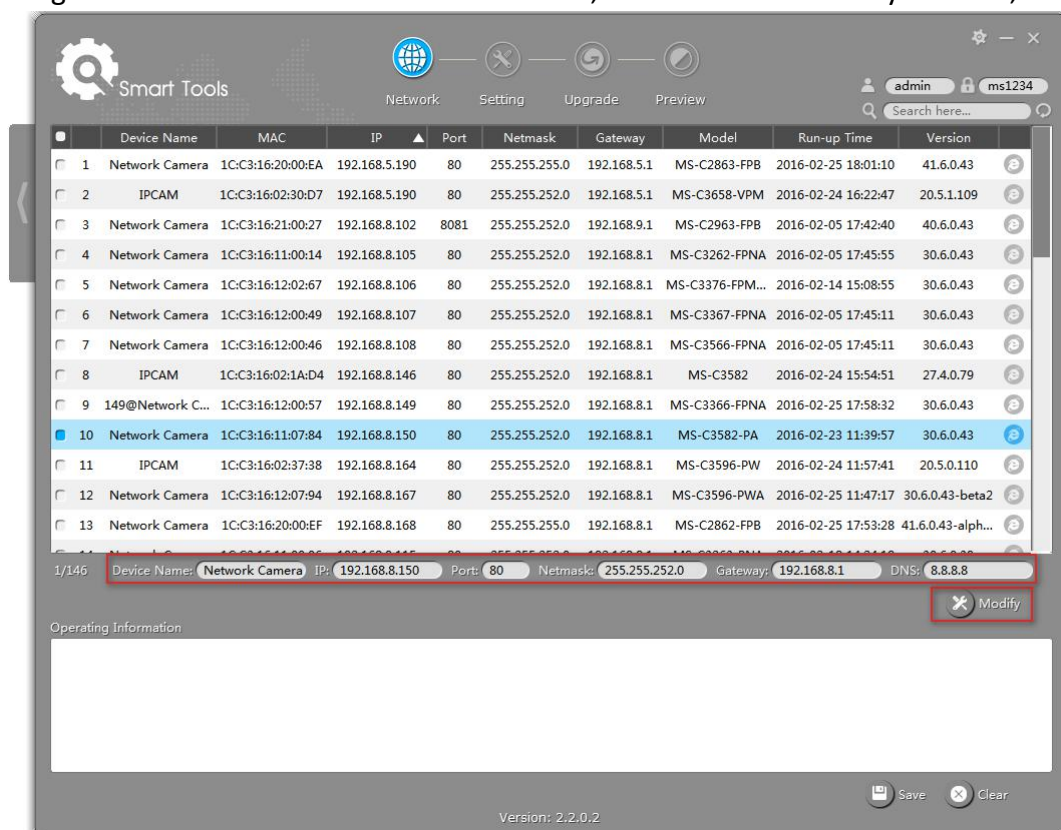 Smart Tools
Network Setting Upgrade Preview
admin ms1234
Search here...
Device Name MAC IP Port Netmask Gateway Model Run-up Time Version
1 Network Camera 1C:C3:16:20:00:EA 192.168.5.190 80 255.255.255.0 192.168.5.1 MS-C2863-FPB 2016-02-25 18:01:10 41.6.0.43
2 IPCAM 1C:C3:16:02:30:D7 192.168.5.190 80 255.255.255.0 192.168.5.1 MS-C3658-VPM 2016-02-24 16:22:47 20.5.1.109
3 Network Camera 1C:C3:16:21:00:27 192.168.8.102 8081 255.255.252.0 192.168.9.1 MS-C2963-FPB 2016-02-05 17:42:40 40.6.0.43
4 Network Camera 1C:C3:16:11:00:14 192.168.8.105 80 255.255.252.0 192.168.8.1 MS-C3262-FPNA 2016-02-05 17:45:55 30.6.0.43
5 Network Camera 1C:C3:16:12:02:67 192.168.8.106 80 255.255.252.0 192.168.8.1 MS-C3376-FPM... 2016-02-14 15:08:55 30.6.0.43
6 Network Camera 1C:C3:16:12:00:49 192.168.8.107 80 255.255.252.0 192.168.8.1 MS-C3367-FPNA 2016-02-05 17:45:11 30.6.0.43
7 Network Camera 1C:C3:16:12:00:46 192.168.8.108 80 255.255.252.0 192.168.8.1 MS-C3566-FPNA 2016-02-05 17:45:11 30.6.0.43
8 IPCAM 1C:C3:16:02:1A:D4 192.168.8.146 80 255.255.252.0 192.168.8.1 MS-C3582 2016-02-24 15:54:51 27.4.0.79
9 149@Network C... 1C:C3:16:12:00:57 192.168.8.149 80 255.255.252.0 192.168.8.1 MS-C3366-FPNA 2016-02-25 17:58:32 30.6.0.43
10 Network Camera 1C:C3:16:11:07:84 192.168.8.150 80 255.255.252.0 192.168.8.1 MS-C3582-PA 2016-02-23 11:39:57 30.6.0.43
11 IPCAM 1C:C3:16:02:37:38 192.168.8.164 80 255.255.252.0 192.168.8.1 MS-C3596-PW 2016-02-24 11:57:41 20.5.0.110
12 Network Camera 1C:C3:16:12:07:94 192.168.8.167 80 255.255.252.0 192.168.8.1 MS-C3596-PWA 2016-02-25 11:47:17 30.6.0.43-beta2
13 Network Camera 1C:C3:16:20:00:EF 192.168.8.168 80 255.255.252.0 192.168.8.1 MS-C2862-FPB 2016-02-25 17:53:28 41.6.0.43-alph...
1/146 Device Name: Network Camera IP: 192.168.8.150 Port: 80 Netmask: 255.255.252.0 Gateway: 192.168.8.1 DNS: 8.8.8.8
Modify
Operating Information
Save Clear
Version: 2.2.0.2